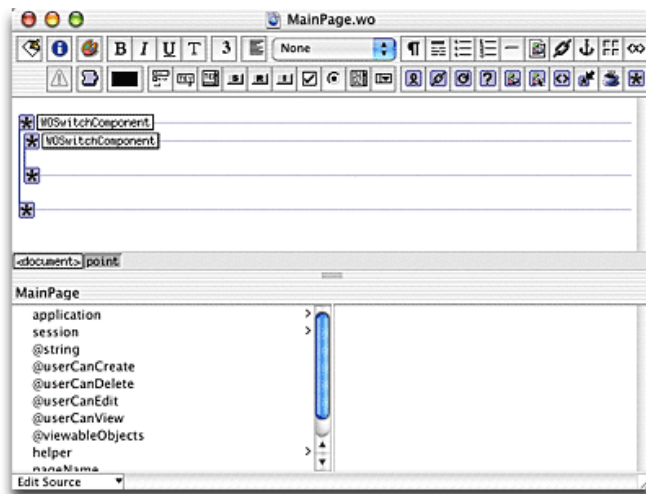 MainPage.wo
B I U T 3 None ¶
WOSwitchComponent
WOSwitchComponent
<document> point
MainPage
application >
session >
@string
@userCanCreate
@userCanDelete
@userCanEdit
@userCanView
@viewableObjects
helper >
pageName
Edit Source